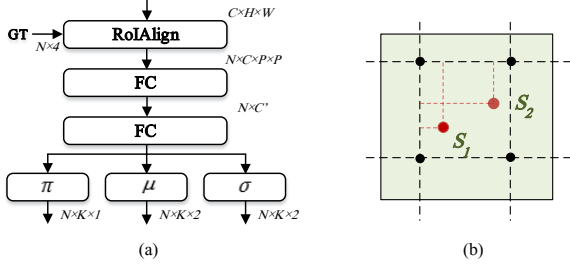 C×H×W
GT
N×4
RoIAlign
N×C×P×P
FC
N×C'
FC
π
μ
σ
N×K×1
N×K×2
N×K×2
(a)
S₂
S₁
(b)